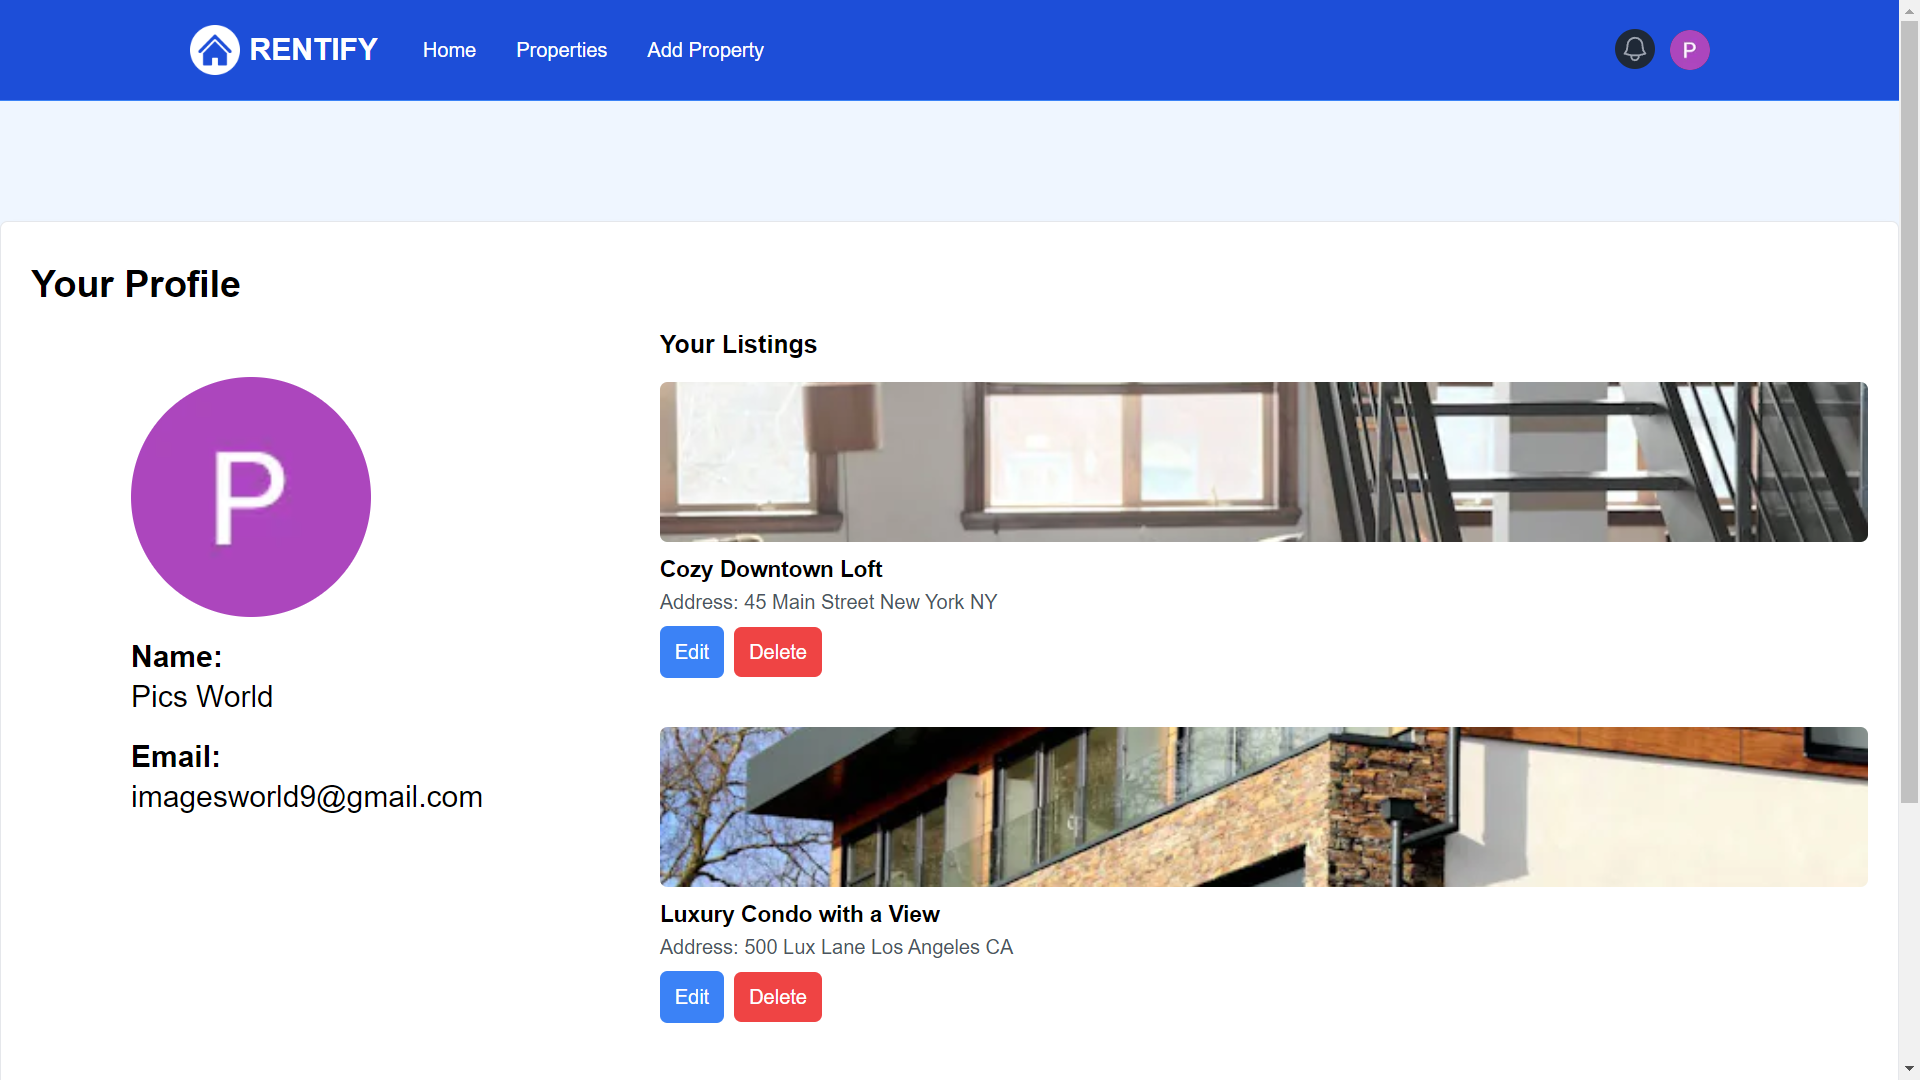 RENTIFY
Home
Properties
Add Property
P
Your Profile
P
Name:
Pics World
Email:
imagesworld9@gmail.com
Your Listings
Cozy Downtown Loft
Address: 45 Main Street New York NY
Edit
Delete
Luxury Condo with a View
Address: 500 Lux Lane Los Angeles CA
Edit
Delete